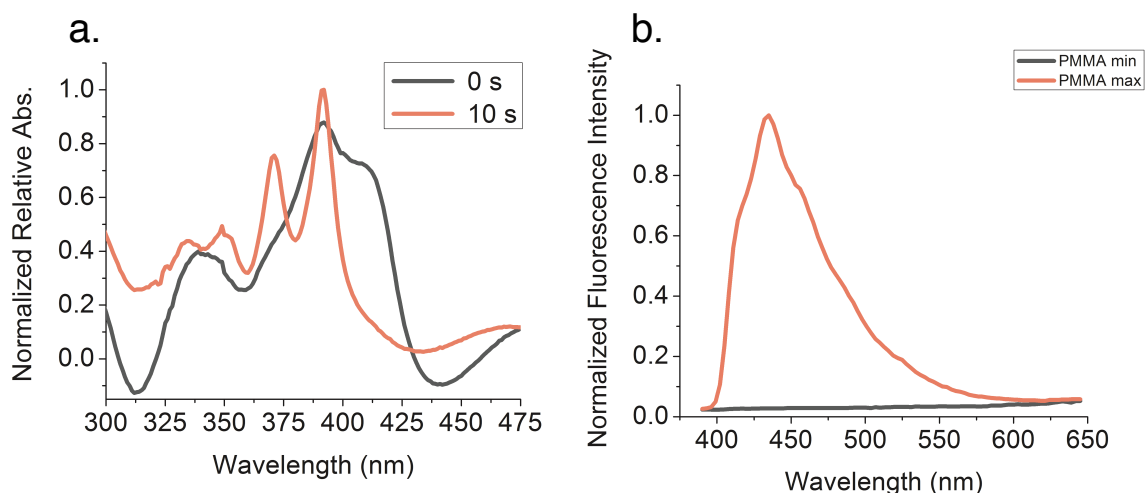 a.
Normalized Relative Abs.
1.0
0.8
0.6
0.4
0.2
0.0
0 s
10 s
300 325 350 375 400 425 450 475
Wavelength (nm)
b.
Normalized Fluorescence Intensity
1.0
0.8
0.6
0.4
0.2
0.0
PMMA min
PMMA max
400 450 500 550 600 650
Wavelength (nm)